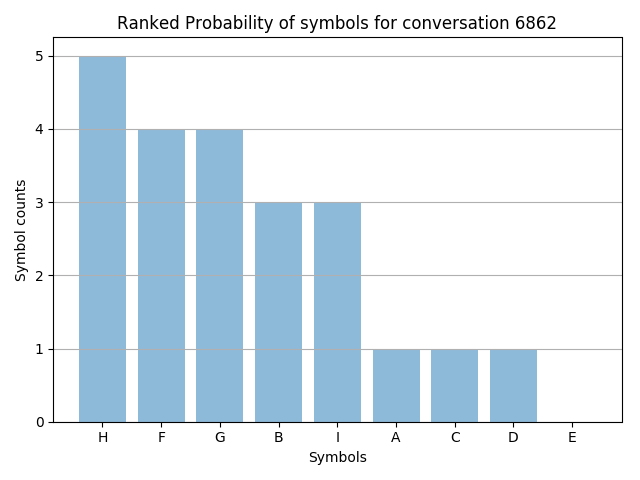 Ranked Probability of symbols for conversation 6862
Symbol counts
5
4
3
2
1
0
H F G B I A C D E
Symbols